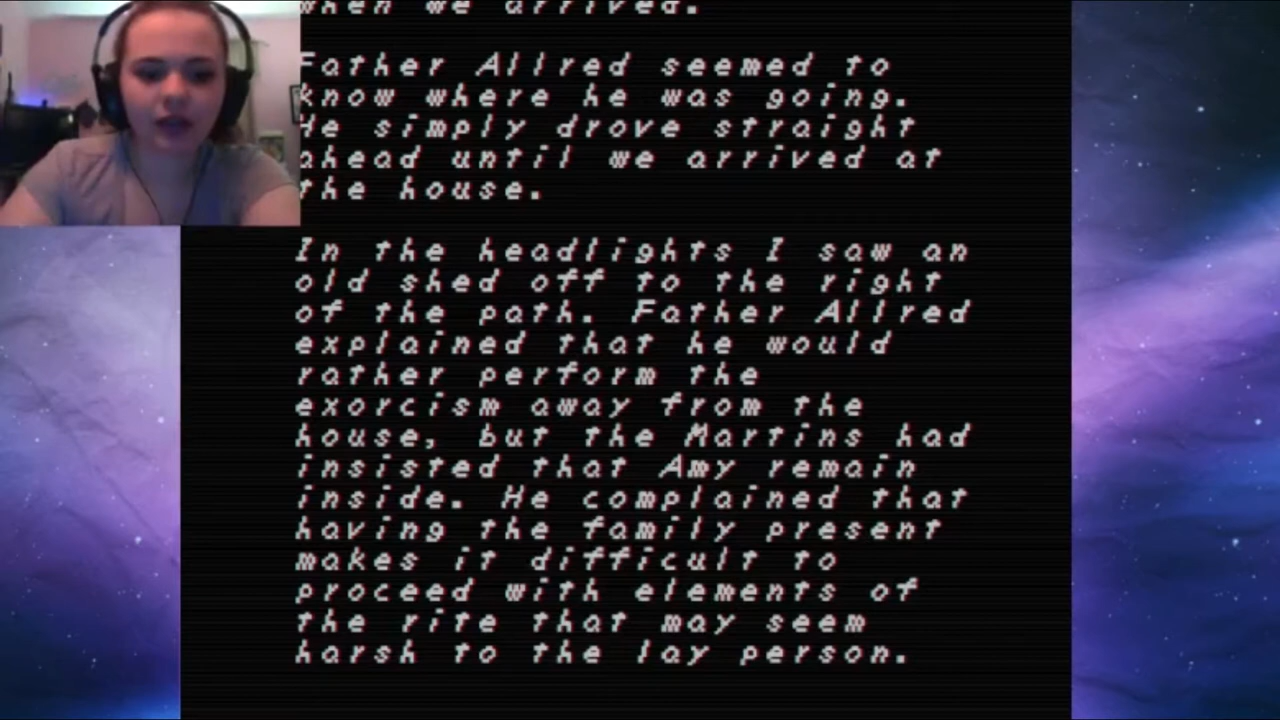 when we arrived.
Father Allred seemed to
know where he was going.
He simply drove straight
ahead until we arrived at
the house.
In the headlights I saw an
old shed off to the right
of the path. Father Allred
explained that he would
rather perform the
exorcism away from the
house, but the Martins had
insisted that Amy remain
inside. He complained that
having the family present
makes it difficult to
proceed with elements of
the rite that may seem
harsh to the lay person.